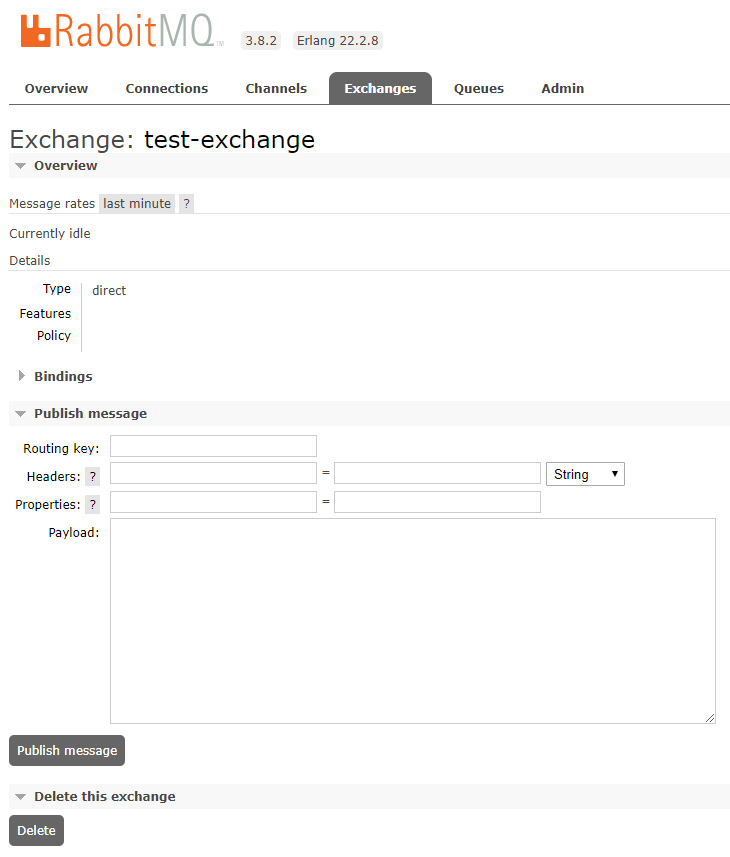 RabbitMQ TM 3.8.2 Erlang 22.2.8
Overview Connections Channels Exchanges Queues Admin
Exchange: test-exchange
Overview
Message rates last minute ?
Currently idle
Details
Type direct
Features
Policy
Bindings
Publish message
Routing key:
Headers: ? = String
Properties: ? =
Payload:
Publish message
Delete this exchange
Delete